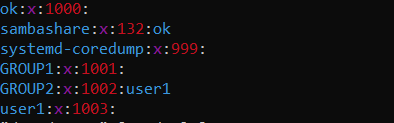 ok:x:1000:
sambashare:x:132:ok
systemd-coredump:x:999:
GROUP1:x:1001:
GROUP2:x:1002:user1
user1:x:1003: